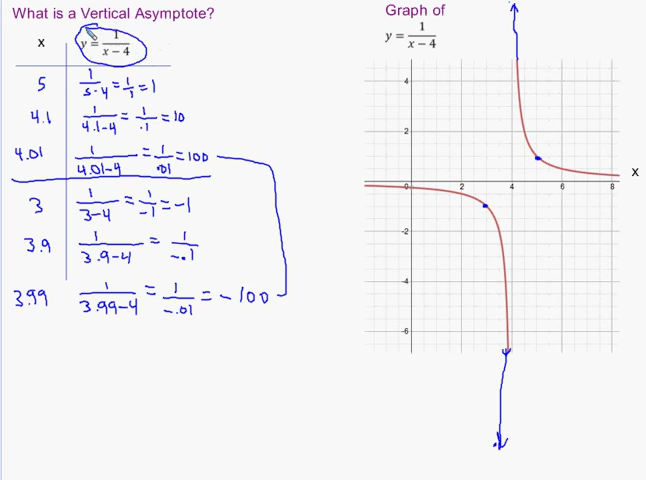 What is a Vertical Asymptote?
x y = 1/(x − 4)
5 1/(5-4) = 1/1 = 1
4.1 1/(4.1-4) = 1/.1 = 10
4.01 1/(4.01-4) = 1/.01 = 100
3 1/(3-4) = 1/-1 = -1
3.9 1/(3.9-4) = 1/-.1
3.99 1/(3.99-4) = 1/-.01 = -100
Graph of
y = 1/(x − 4)
4
2
x
0 2 4 6 8
-2
-4
-6